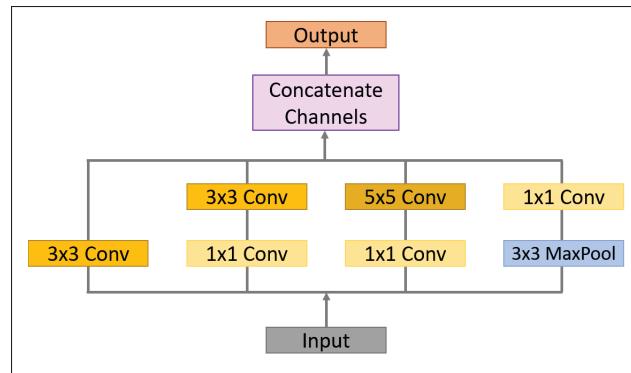 Output
Concatenate
Channels
3x3 Conv
5x5 Conv
1x1 Conv
3x3 Conv
1x1 Conv
1x1 Conv
3x3 MaxPool
Input